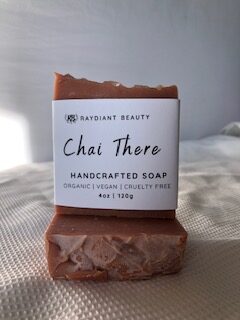 RAYDIANT BEAUTY
Chai There
HANDCRAFTED SOAP
ORGANIC | VEGAN | CRUELTY FREE
4oz | 120g